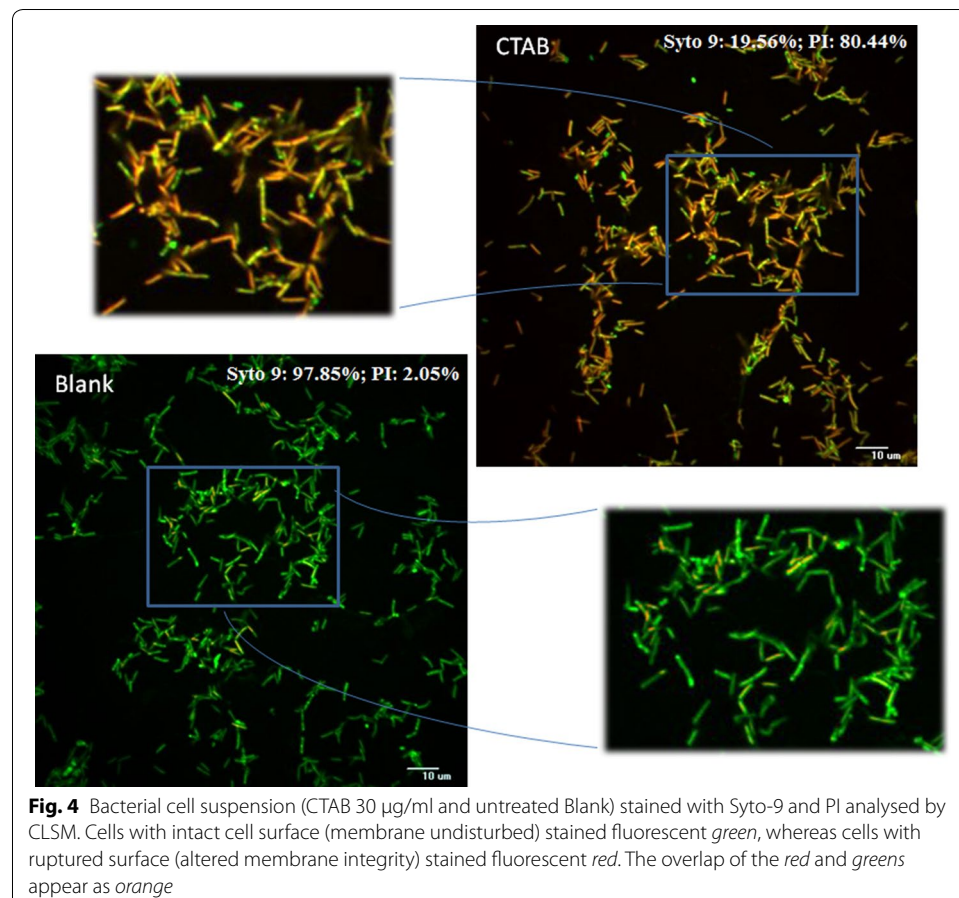 CTAB
Syto 9: 19.56%; PI: 80.44%
10 um
Blank
Syto 9: 97.85%; PI: 2.05%
10 um
Fig. 4 Bacterial cell suspension (CTAB 30 µg/ml and untreated Blank) stained with Syto-9 and PI analysed by
CLSM. Cells with intact cell surface (membrane undisturbed) stained fluorescent green, whereas cells with
ruptured surface (altered membrane integrity) stained fluorescent red. The overlap of the red and greens
appear as orange